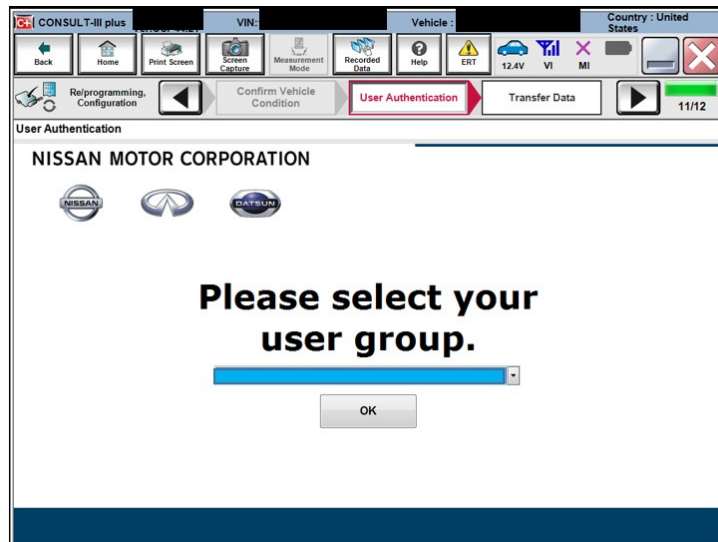 C+ CONSULT-III plus
VIN:
Vehicle :
Country : United
States
Back
Home
Print Screen
Screen
Capture
Measurement
Mode
Recorded
Data
Help
ERT
12.4V
VI
MI
Re/programming,
Configuration
Confirm Vehicle
Condition
User Authentication
Transfer Data
11/12
User Authentication
NISSAN MOTOR CORPORATION
NISSAN
DATSUN
Please select your
user group.
OK